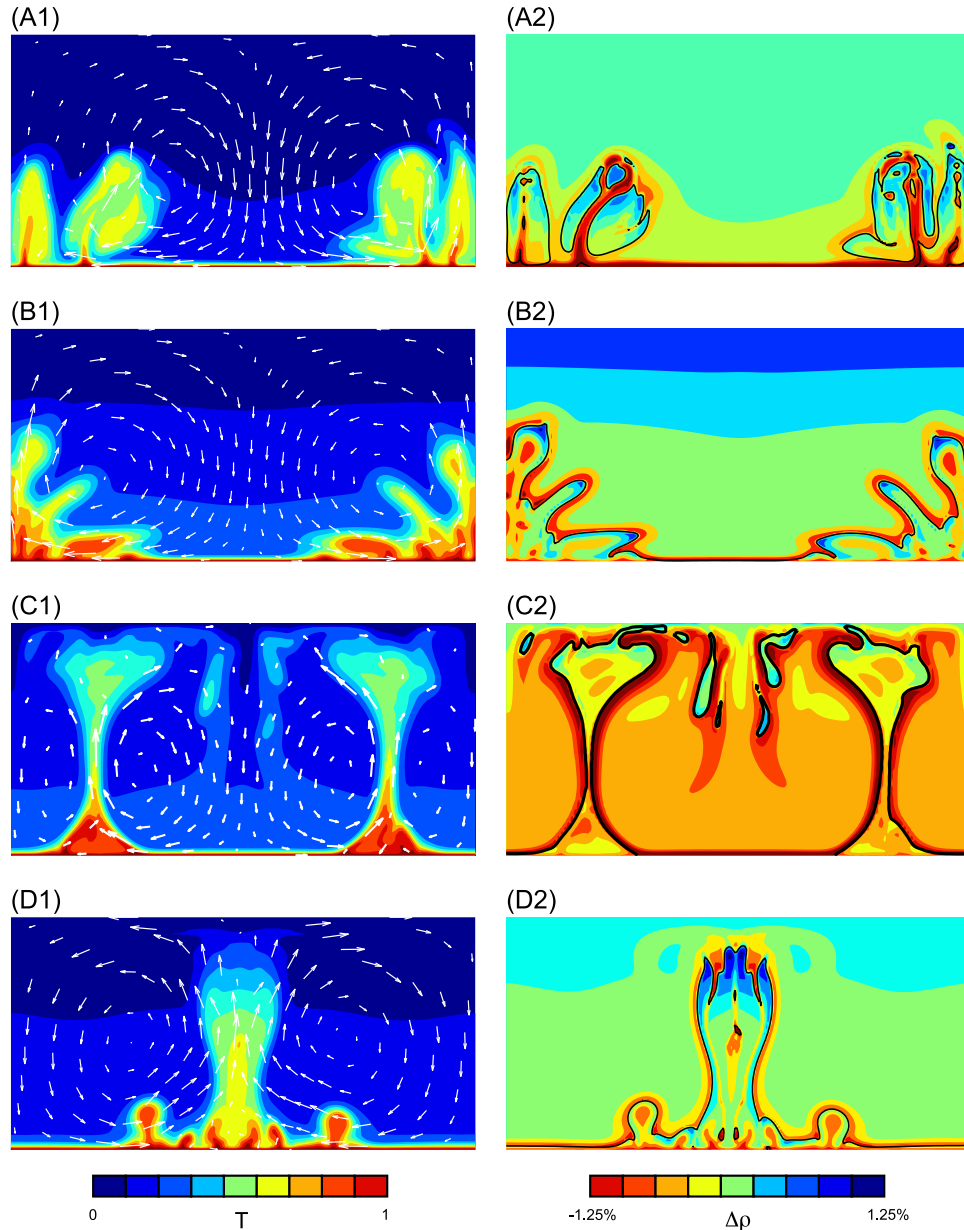 (A1)
(A2)
(B1)
(B2)
(C1)
(C2)
(D1)
(D2)
0
T
1
-1.25%
Δρ
1.25%